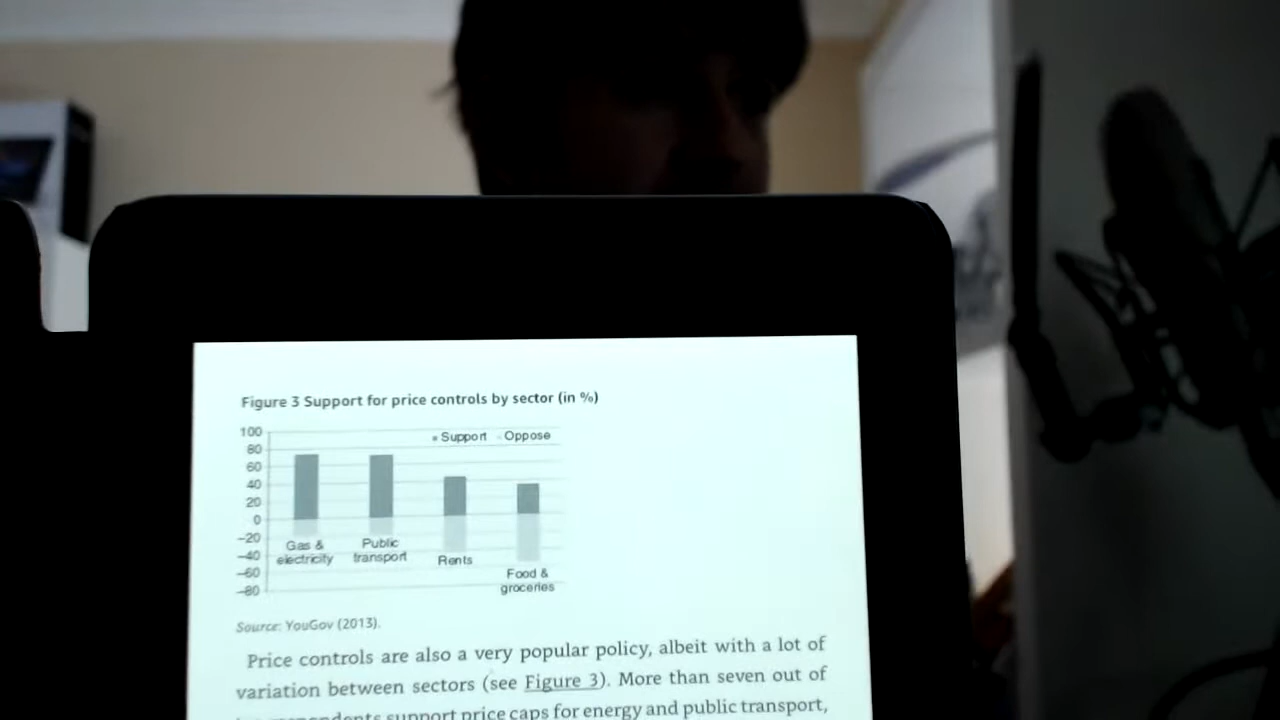 Figure 3 Support for price controls by sector (in %)
Support Oppose
100
80
60
40
20
0
–20
–40
–60
–80
Gas &
electricity
Public
transport
Rents
Food &
groceries
Source: YouGov (2013).
Price controls are also a very popular policy, albeit with a lot of
variation between sectors (see Figure 3). More than seven out of
respondents support price caps for energy and public transport,